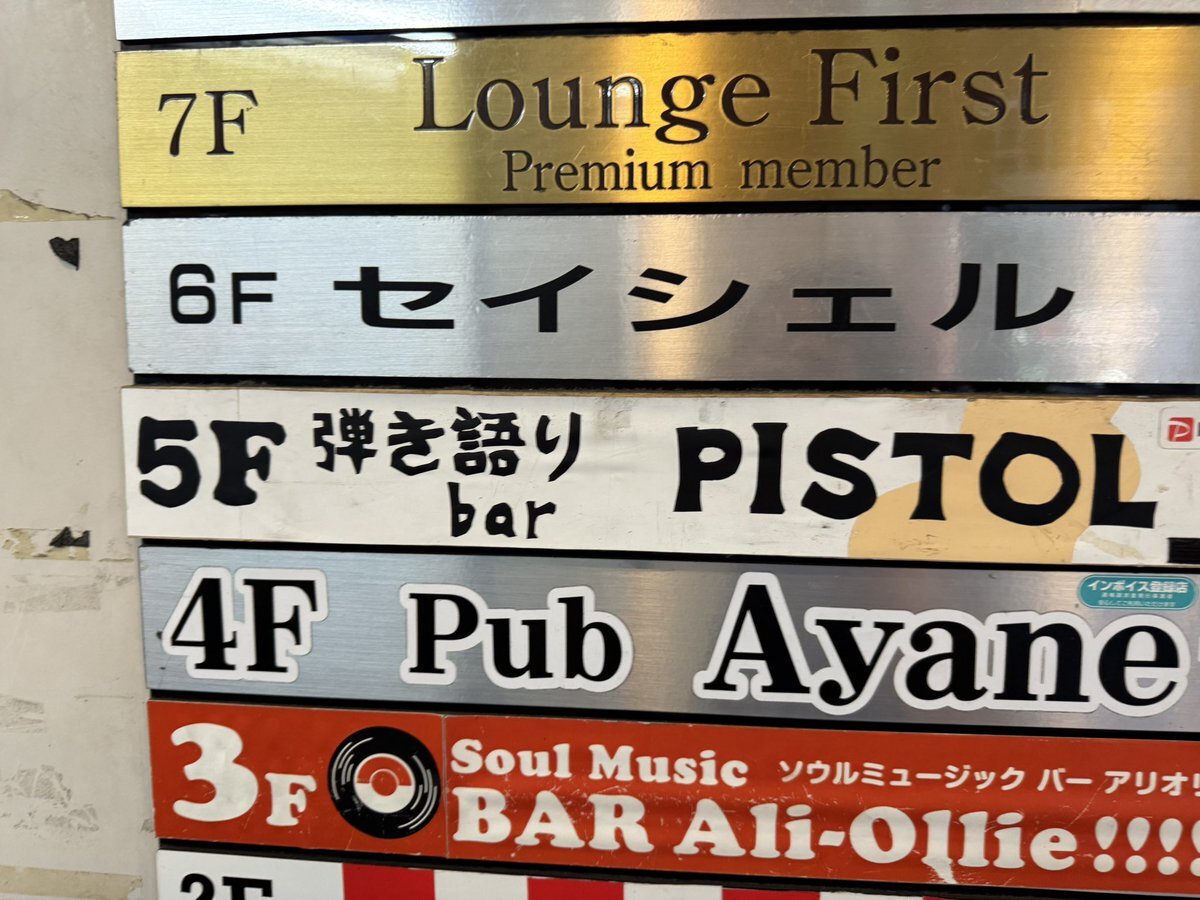 7F Lounge First
Premium member
6F セイシェル
5F 弾き語り PISTOL
bar
インボイス登録店
4F Pub Ayane
3F Soul Music ソウルミュージック バー アリオリ
BAR Ali-Ollie!!!!
2F